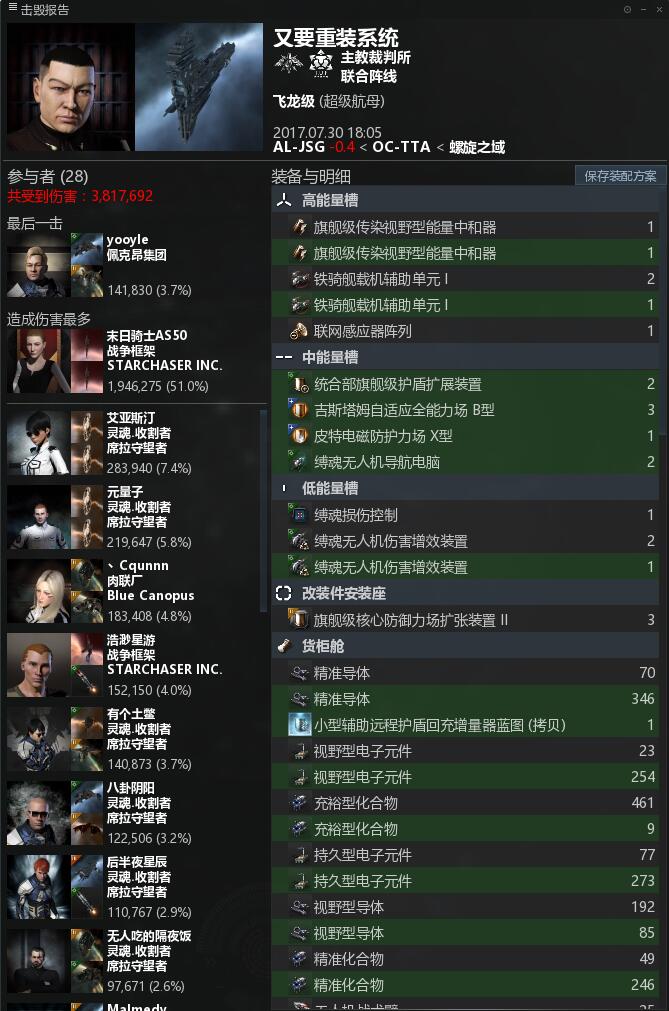 击毁报告
又要重装系统
主教裁判所
联合阵线
飞龙级 (超级航母)
2017.07.30 18:05
AL-JSG -0.4 < OC-TTA < 螺旋之域
参与者 (28)
共受到伤害：3,817,692
最后一击
yooyle
佩克昂集团
141,830 (3.7%)
造成伤害最多
末日骑士AS50
战争框架
STARCHASER INC.
1,946,275 (51.0%)
艾亚斯汀
灵魂.收割者
席拉守望者
283,940 (7.4%)
元量子
灵魂.收割者
席拉守望者
219,647 (5.8%)
丶Cqunnn
肉联厂
Blue Canopus
183,408 (4.8%)
浩渺星游
战争框架
STARCHASER INC.
152,150 (4.0%)
有个土鳖
灵魂.收割者
席拉守望者
140,873 (3.7%)
八卦阴阳
灵魂.收割者
席拉守望者
122,506 (3.2%)
后半夜星辰
灵魂.收割者
席拉守望者
110,767 (2.9%)
无人吃的隔夜饭
灵魂.收割者
席拉守望者
97,671 (2.6%)
Malmedy
装备与明细
保存装配方案
高能量槽
旗舰级传染视野型能量中和器 1
旗舰级传染视野型能量中和器 1
铁骑舰载机辅助单元 I 2
铁骑舰载机辅助单元 I 1
联网感应器阵列 1
中能量槽
统合部旗舰级护盾扩展装置 2
吉斯塔姆自适应全能力场 B型 3
皮特电磁防护力场 X型 1
缚魂无人机导航电脑 2
低能量槽
缚魂损伤控制 1
缚魂无人机伤害增效装置 2
缚魂无人机伤害增效装置 1
改装件安装座
旗舰级核心防御力场扩张装置 II 3
货柜舱
精准导体 70
精准导体 346
小型辅助远程护盾回充增量器蓝图 (拷贝) 1
视野型电子元件 23
视野型电子元件 254
充裕型化合物 461
充裕型化合物 9
持久型电子元件 77
持久型电子元件 273
视野型导体 192
视野型导体 85
精准化合物 49
精准化合物 246